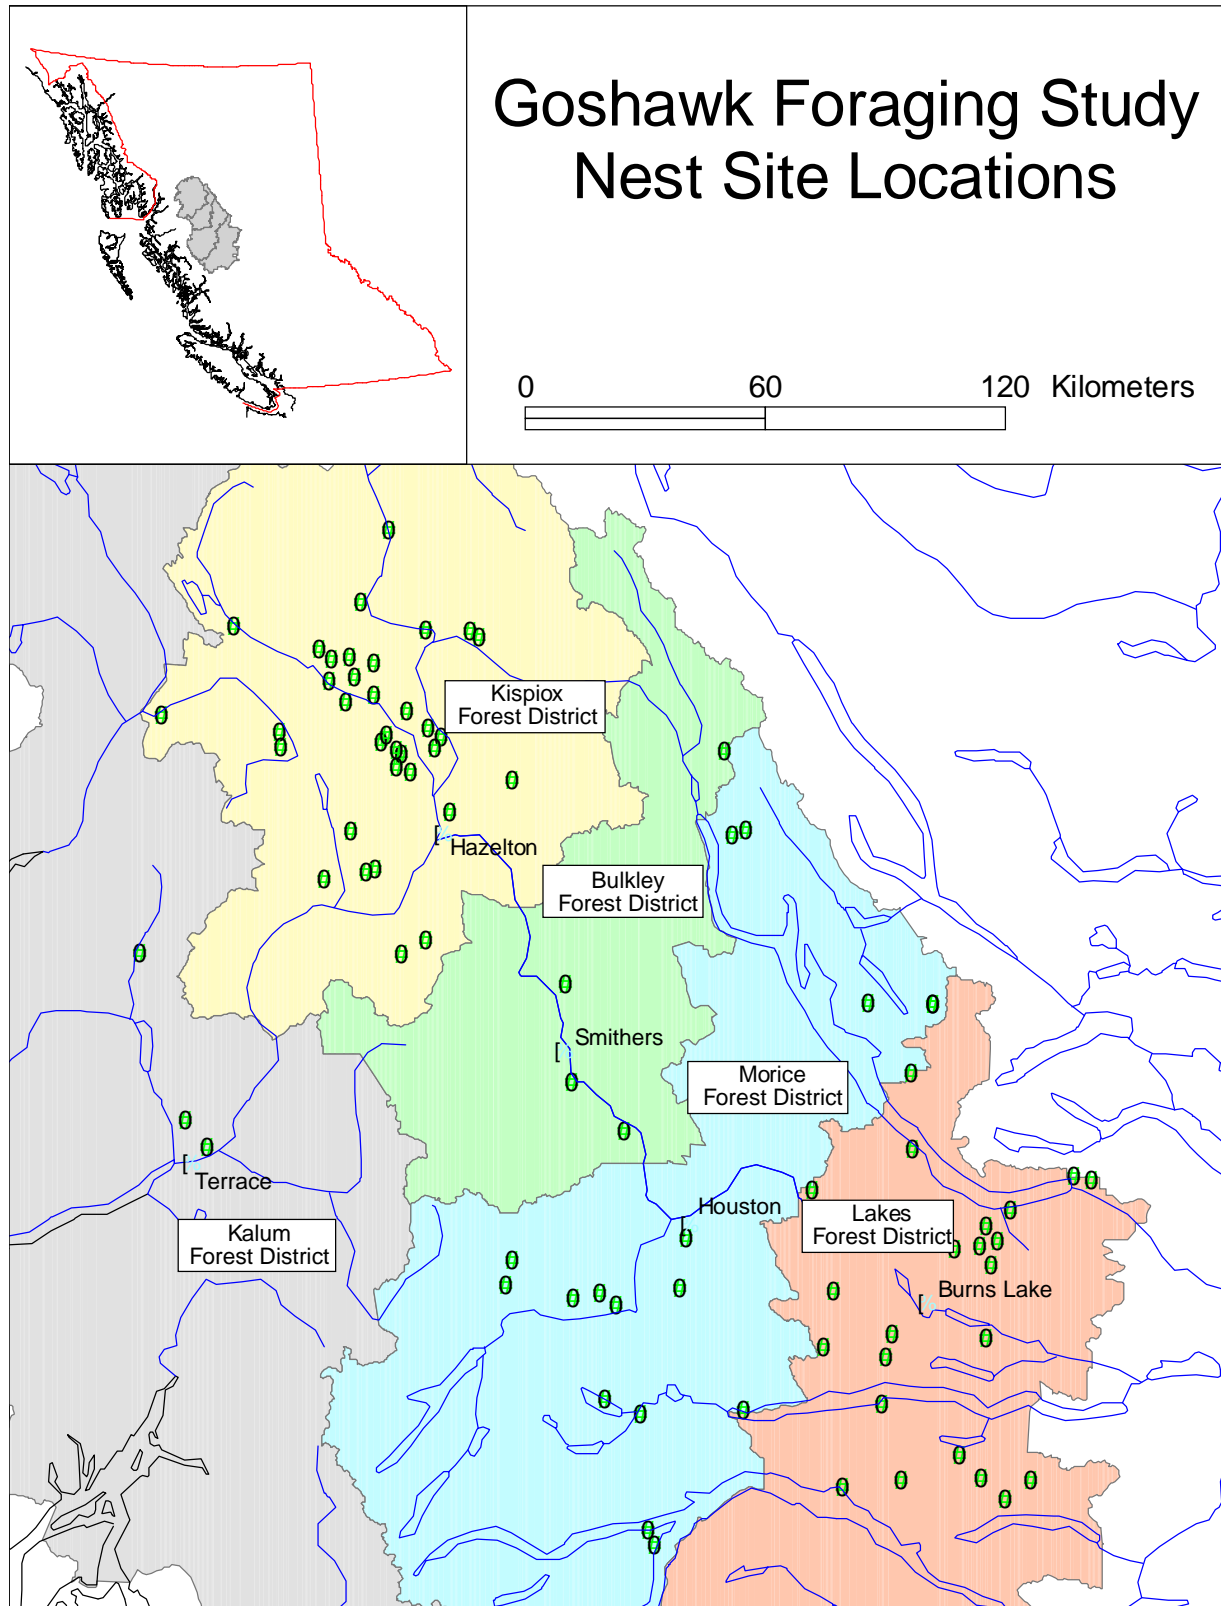 Goshawk Foraging Study
Nest Site Locations
0 60 120 Kilometers
Kispiox
Forest District
Hazelton
Bulkley
Forest District
Smithers
Morice
Forest District
Terrace
Houston
Kalum
Forest District
Lakes
Forest District
Burns Lake